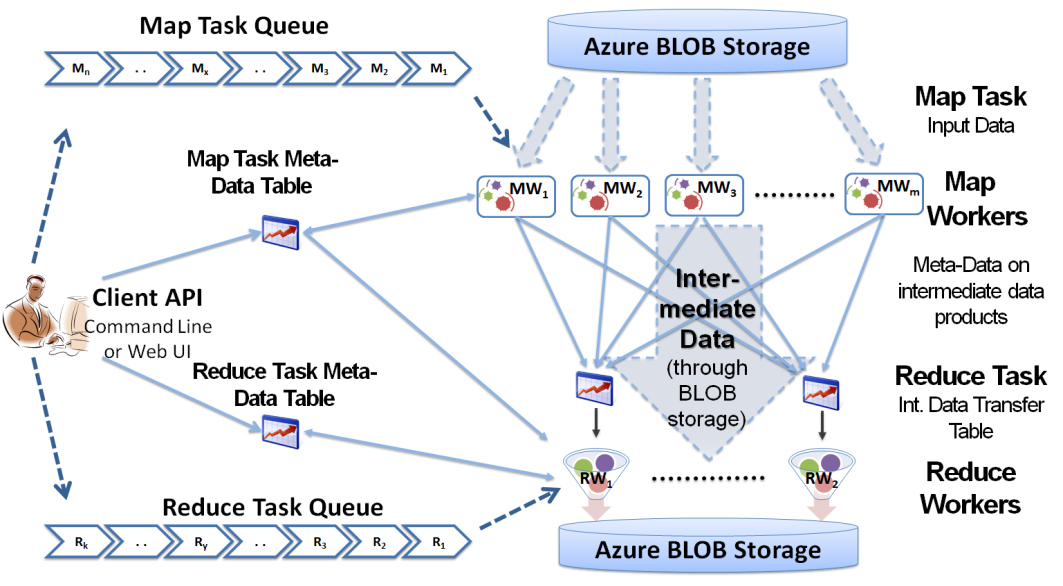 Map Task Queue
Mn . . Mx . . M3 M2 M1
Azure BLOB Storage
Map Task
Input Data
Map Task Meta-
Data Table
MW1 MW2 MW3 .......... MWm
Map
Workers
Client API
Command Line
or Web UI
Inter-
mediate
Data
(through
BLOB
storage)
Meta-Data on
intermediate data
products
Reduce Task Meta-
Data Table
Reduce Task
Int. Data Transfer
Table
RW1 .............. RW2
Reduce
Workers
Reduce Task Queue
Rk . . Ry . . R3 R2 R1
Azure BLOB Storage